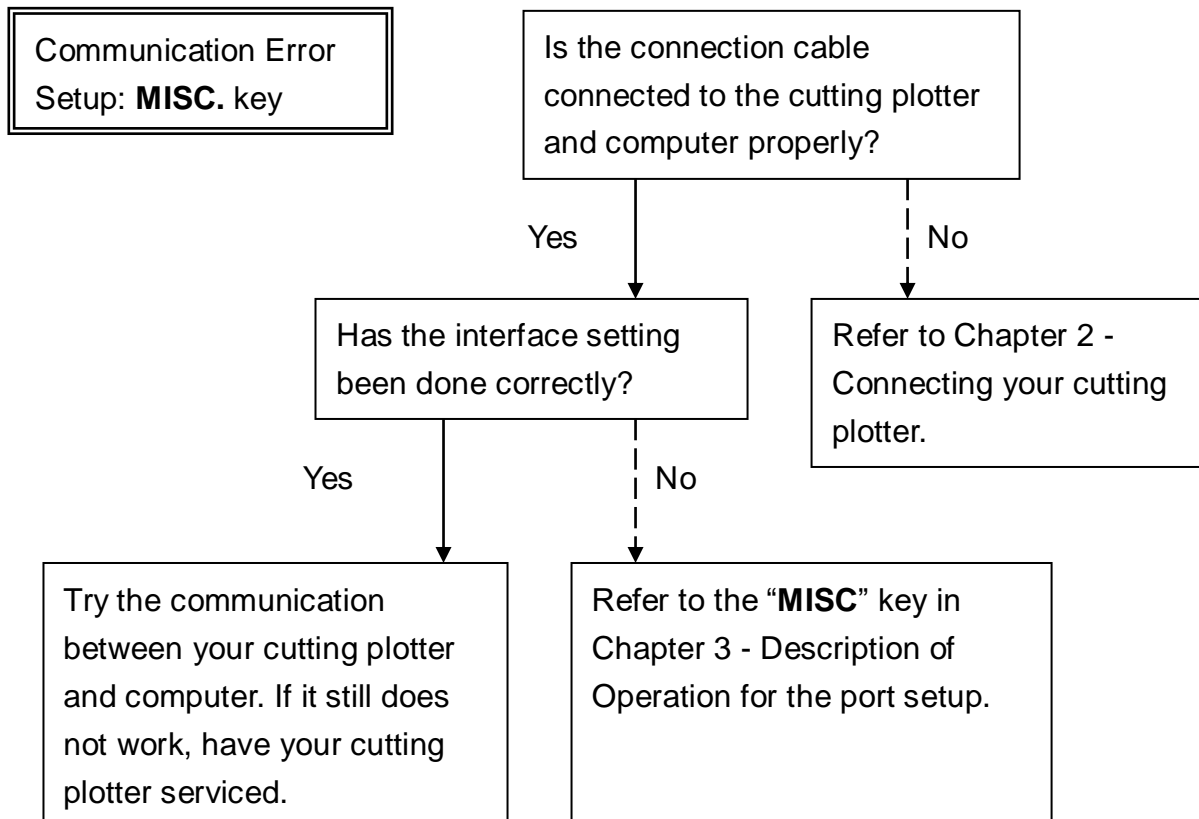 Communication Error
Setup: MISC. key
Is the connection cable
connected to the cutting plotter
and computer properly?
Yes
No
Has the interface setting
been done correctly?
Refer to Chapter 2 -
Connecting your cutting
plotter.
Yes
No
Try the communication
between your cutting plotter
and computer. If it still does
not work, have your cutting
plotter serviced.
Refer to the “MISC” key in
Chapter 3 - Description of
Operation for the port setup.